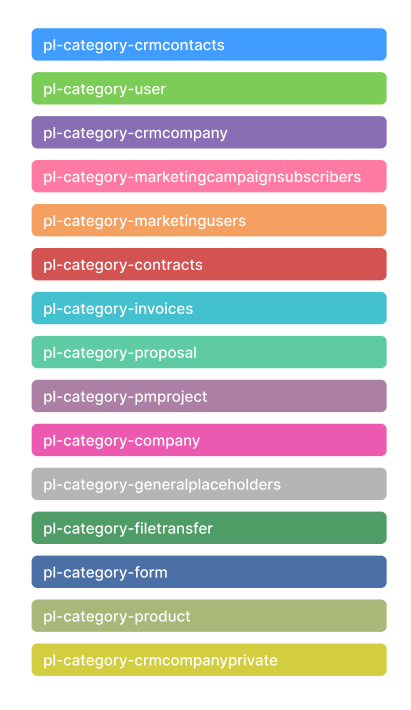 pl-category-crmcontacts
pl-category-user
pl-category-crmcompany
pl-category-marketingcampaignsubscribers
pl-category-marketingusers
pl-category-contracts
pl-category-invoices
pl-category-proposal
pl-category-pmproject
pl-category-company
pl-category-generalplaceholders
pl-category-filetransfer
pl-category-form
pl-category-product
pl-category-crmcompanyprivate